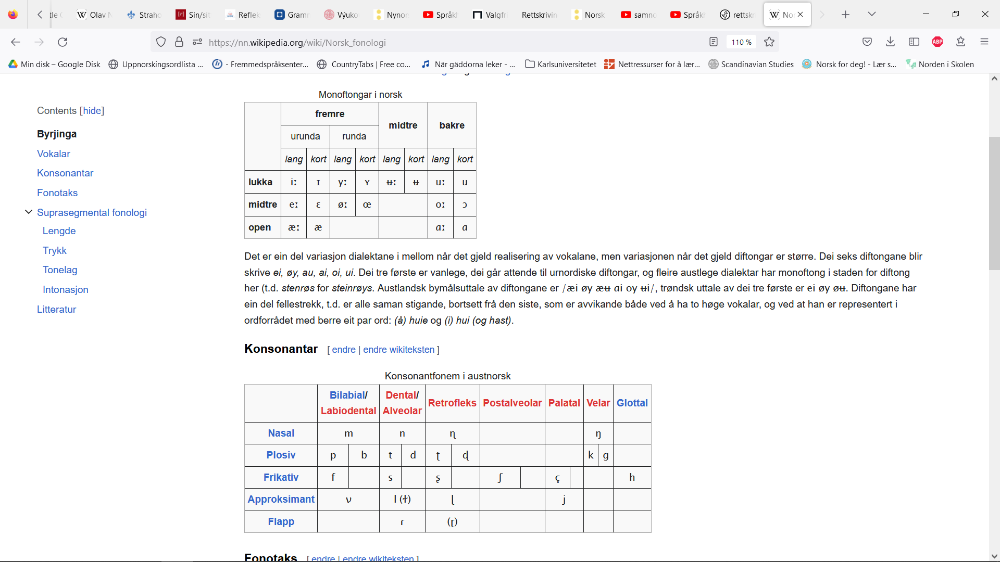 Olav N
Straho
Sin/sit
Reflek
Gram
Výuko
Nynor
Språkl
Valgfri
Rettskrivin
Norsk
samno
Språkl
rettskr
Nor
https://nn.wikipedia.org/wiki/Norsk_fonologi
110 %
ABP
Min disk – Google Disk
Uppnorskingsordlista ...
- Fremmedspråksenter...
CountryTabs | Free co...
När gäddorna leker - ...
Karlsuniversitetet
Nettressurser for å lær...
Scandinavian Studies
Norsk for deg! - Lær s...
Norden i Skolen
Contents [hide]
Byrjinga
Vokalar
Konsonantar
Fonotaks
Suprasegmental fonologi
Lengde
Trykk
Tonelag
Intonasjon
Litteratur
Monoftongar i norsk
fremre midtre bakre
urunda runda
lang kort lang kort lang kort lang kort
lukka iː ɪ yː ʏ ʉː ʉ uː u
midtre eː ɛ øː œ oː ɔ
open æː æ ɑː ɑ
Det er ein del variasjon dialektane i mellom når det gjeld realisering av vokalane, men variasjonen når det gjeld diftongar er større. Dei seks diftongane blir
skrive ei, øy, au, ai, oi, ui. Dei tre første er vanlege, dei går attende til urnordiske diftongar, og fleire austlege dialektar har monoftong i staden for diftong
her (t.d. stenrøs for steinrøys. Austlandsk bymålsuttale av diftongane er /æi øy æʉ ɑi oy ʉi/, trøndsk uttale av dei tre første er ei øy øʉ. Diftongane har
ein del fellestrekk, t.d. er alle saman stigande, bortsett frå den siste, som er avvikande både ved å ha to høge vokalar, og ved at han er representert i
ordforrådet med berre eit par ord: (å) huie og (i) hui (og hast).
Konsonantar [ endre | endre wikiteksten ]
Konsonantfonem i austnorsk
Bilabial/ Labiodental Dental/ Alveolar Retrofleks Postalveolar Palatal Velar Glottal
Nasal m n ɳ ŋ
Plosiv p b t d ʈ ɖ k g
Frikativ f s ʂ ʃ ç h
Approksimant ʋ l (ɫ) ɭ j
Flapp ɾ (ɽ)
Fonotaks [ endre | endre wikiteksten ]